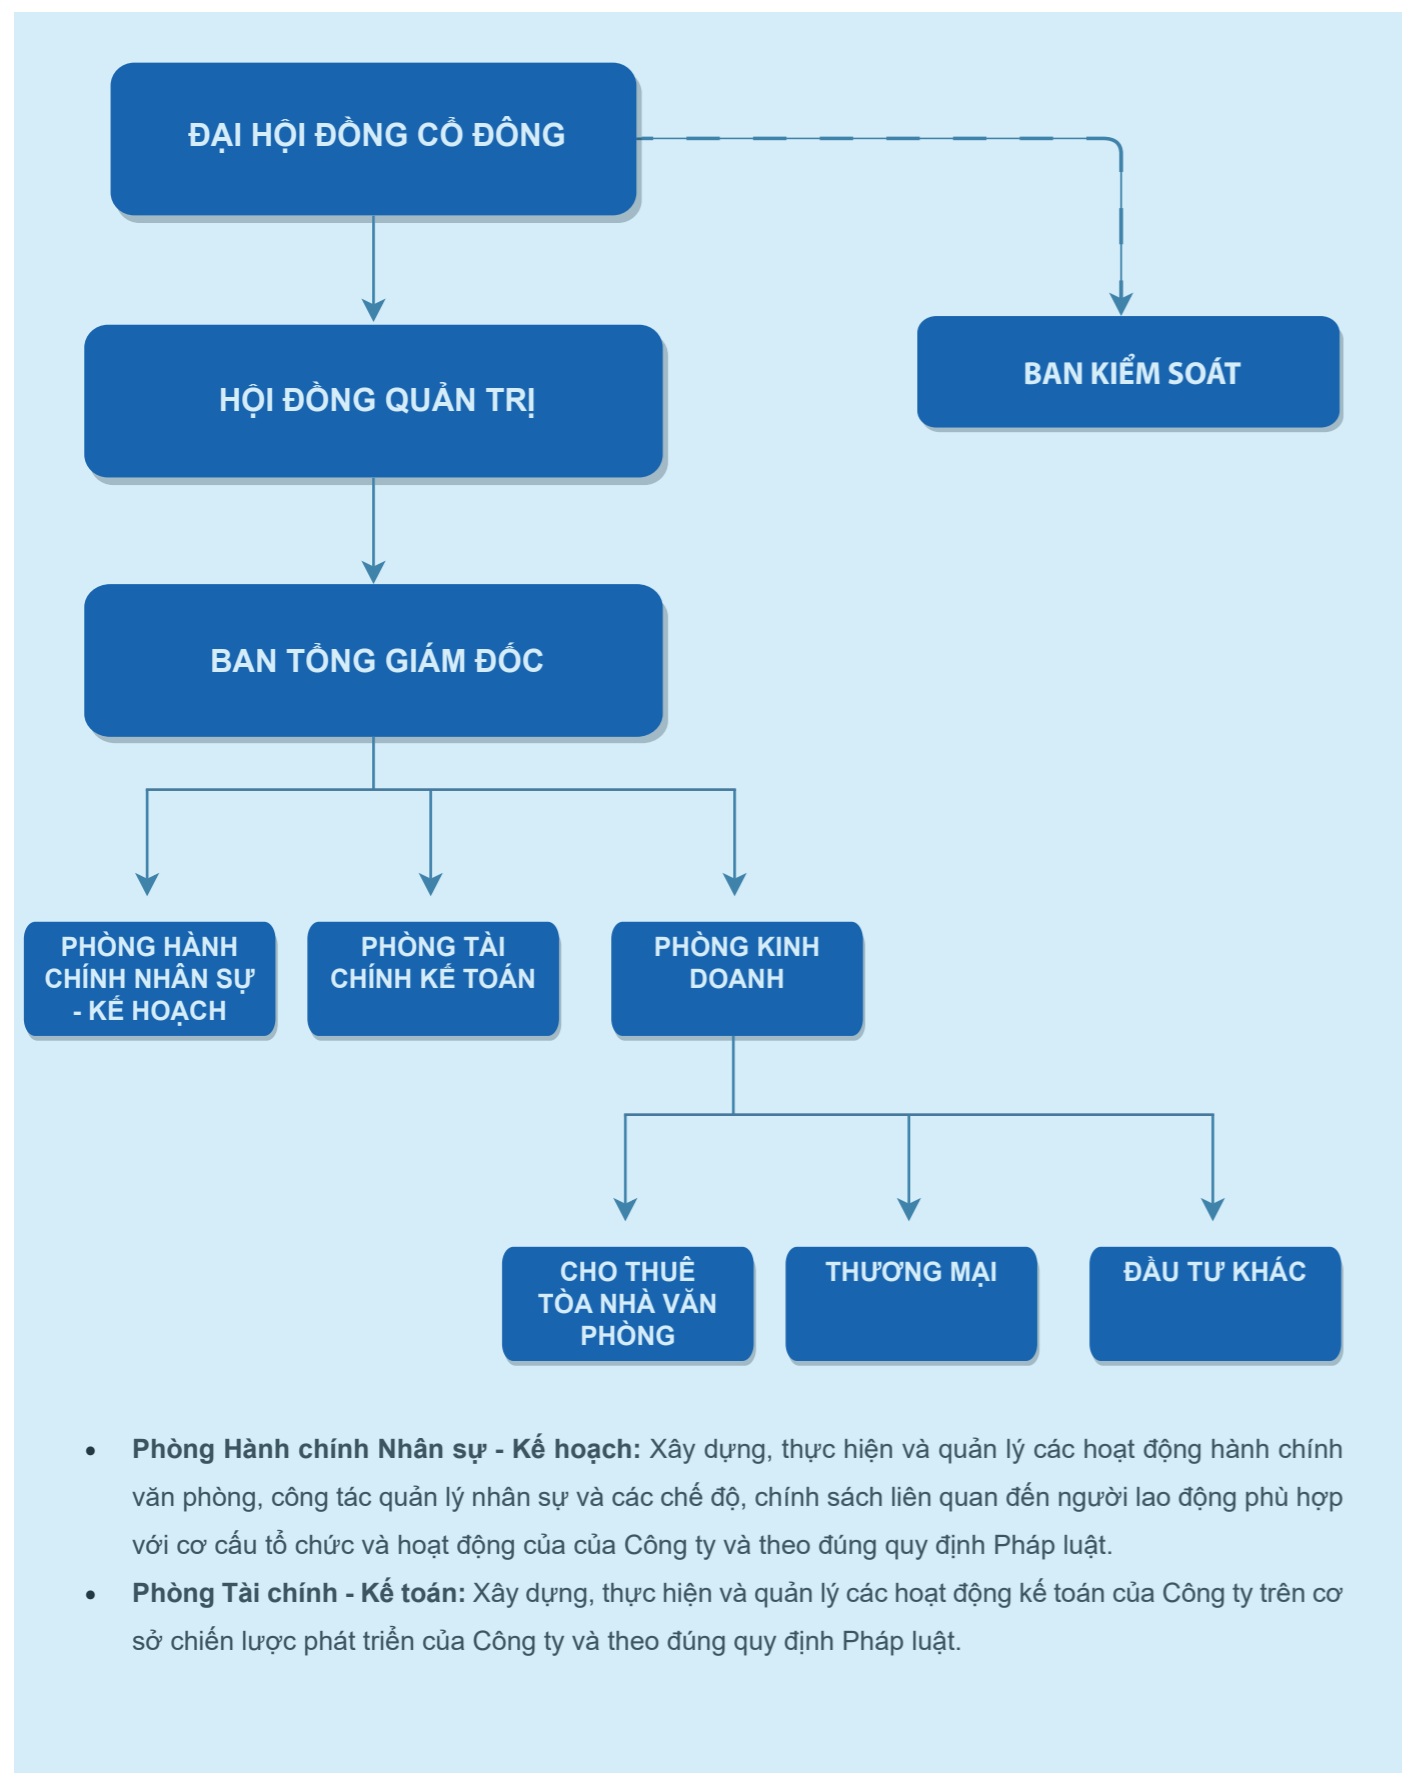 ĐẠI HỘI ĐỒNG CỔ ĐÔNG
HỘI ĐỒNG QUẢN TRỊ
BAN KIỂM SOÁT
BAN TỔNG GIÁM ĐỐC
PHÒNG HÀNH
CHÍNH NHÂN SỰ
- KẾ HOẠCH
PHÒNG TÀI
CHÍNH KẾ TOÁN
PHÒNG KINH
DOANH
CHO THUÊ
TÒA NHÀ VĂN
PHÒNG
THƯƠNG MẠI
ĐẦU TƯ KHÁC
• Phòng Hành chính Nhân sự - Kế hoạch: Xây dựng, thực hiện và quản lý các hoạt động hành chính
văn phòng, công tác quản lý nhân sự và các chế độ, chính sách liên quan đến người lao động phù hợp
với cơ cấu tổ chức và hoạt động của của Công ty và theo đúng quy định Pháp luật.
• Phòng Tài chính - Kế toán: Xây dựng, thực hiện và quản lý các hoạt động kế toán của Công ty trên cơ
sở chiến lược phát triển của Công ty và theo đúng quy định Pháp luật.